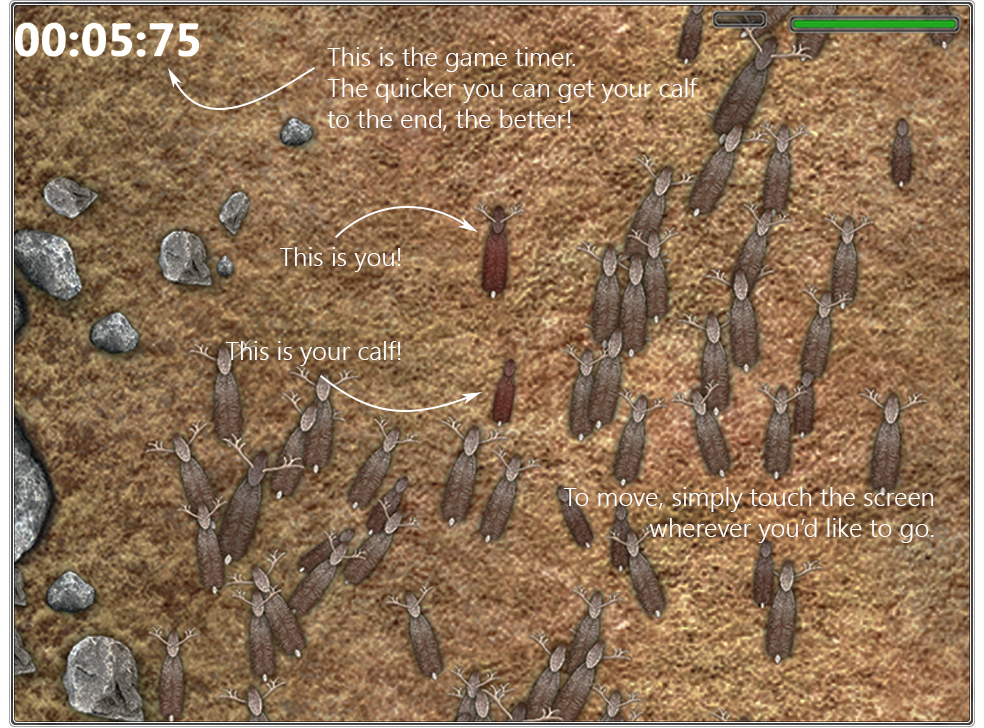 00:05:75
This is the game timer.
The quicker you can get your calf
to the end, the better!
This is you!
This is your calf!
To move, simply touch the screen
wherever you'd like to go.